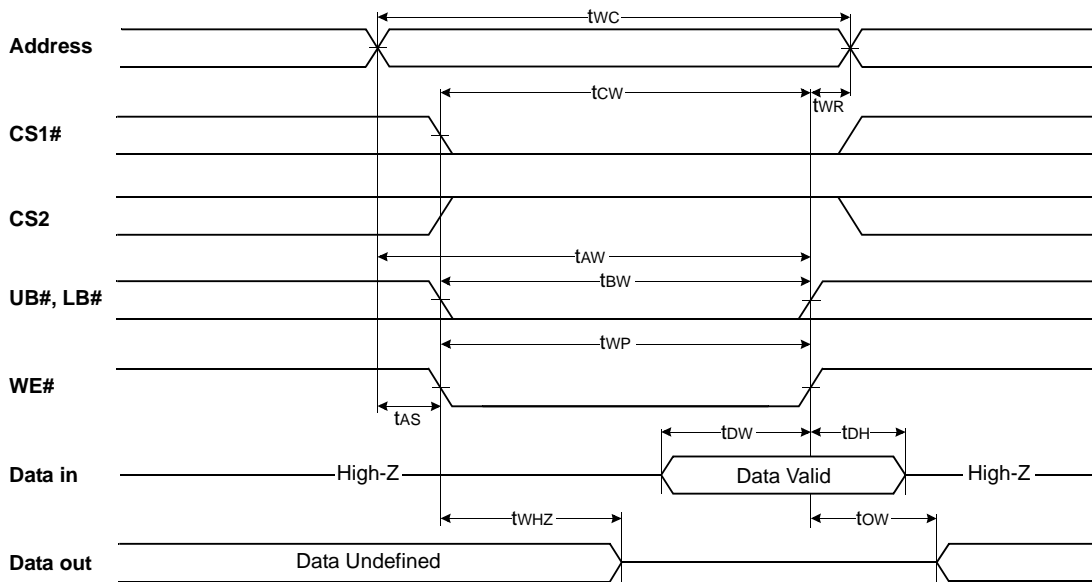 tWC
Address
tCW
tWR
CS1#
CS2
tAW
tBW
UB#, LB#
tWP
WE#
tAS
tDW
tDH
Data in
High-Z
Data Valid
High-Z
tWHZ
tOW
Data out
Data Undefined